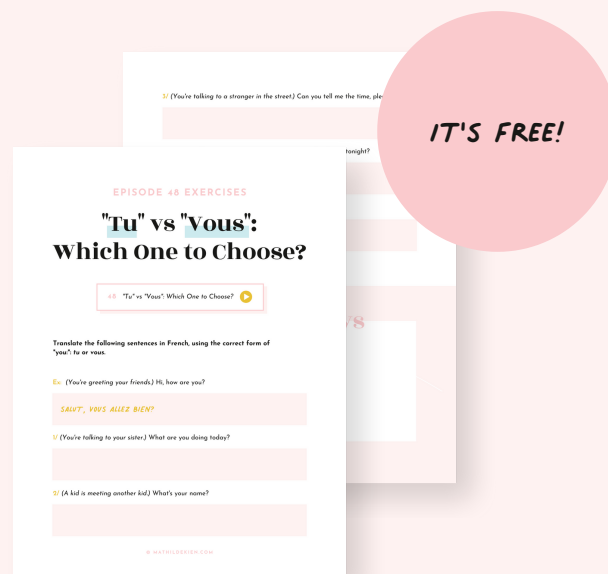 3/ (You're talking to a stranger in the street.) Can you tell me the time,
tonight?
IT'S FREE!
EPISODE 48 EXERCISES
"Tu" vs "Vous":
Which One to Choose?
48 "Tu" vs "Vous": Which One to Choose?
Translate the following sentences in French, using the correct form of
"you": tu or vous.
Ex: (You're greeting your friends.) Hi, how are you?
SALUT, VOUS ALLEZ BIEN?
1/ (You're talking to your sister.) What are you doing today?
2/ (A kid is meeting another kid.) What's your name?